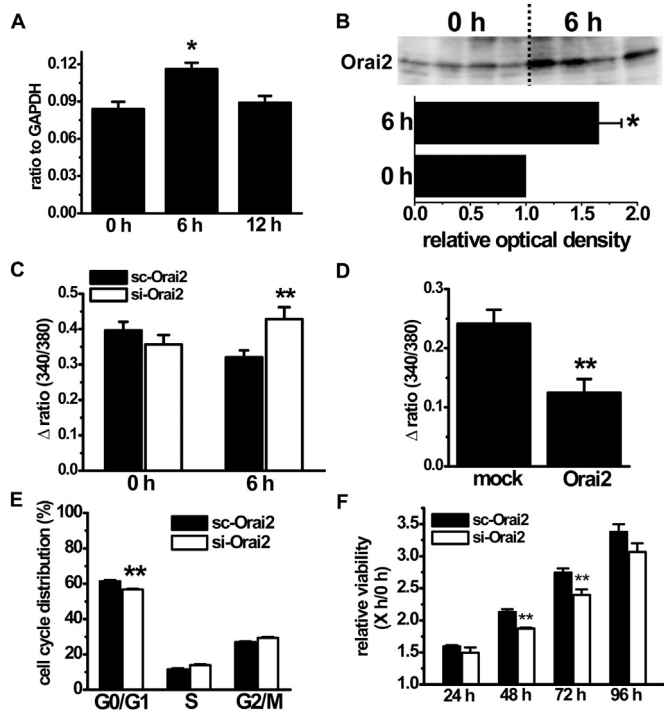 A
*
ratio to GAPDH
0.12
0.09
0.06
0.03
0.00
0 h 6 h 12 h
B
0 h 6 h
Orai2
6 h
*
0 h
0.0 0.5 1.0 1.5 2.0
relative optical density
C
sc-Orai2
si-Orai2
**
Δ ratio (340/380)
0.5
0.4
0.3
0.1
0.0
0 h 6 h
D
Δ ratio (340/380)
0.3
0.2
0.1
0.0
**
mock Orai2
E
cell cycle distribution (%)
100
80
60
40
20
0
sc-Orai2
si-Orai2
**
G0/G1 S G2/M
F
relative viability
(X h/0 h)
3.5
3.0
2.5
2.0
1.5
1.0
sc-Orai2
si-Orai2
**
**
24 h 48 h 72 h 96 h